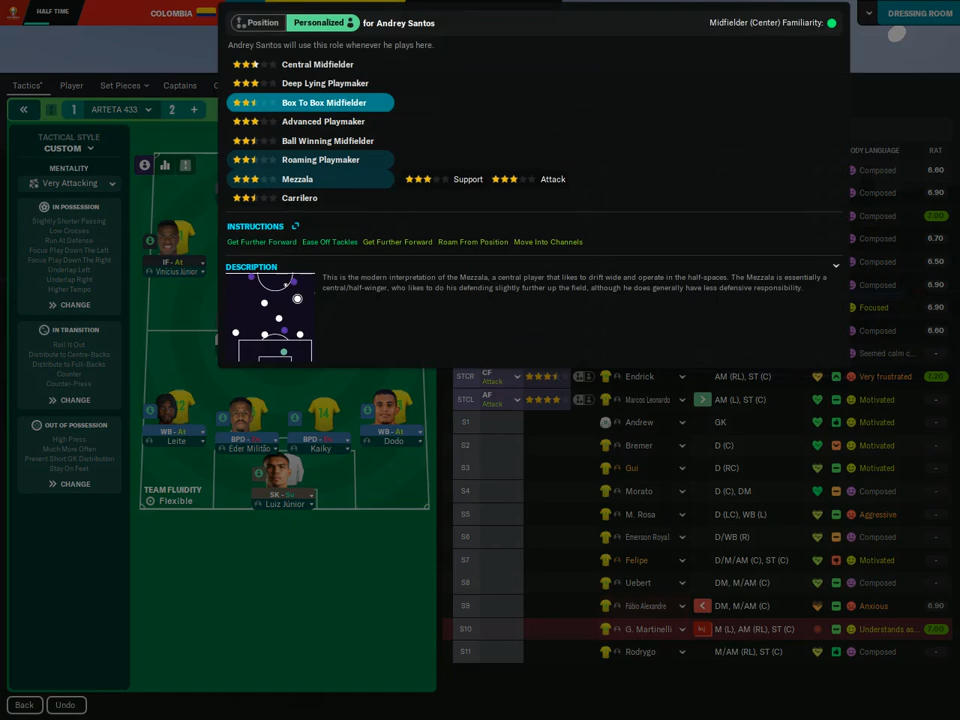 HALF TIME
COLOMBIA
DRESSING ROOM
Position
Personalized
for Andrey Santos
Midfielder (Center) Familiarity:
Andrey Santos will use this role whenever he plays here.
Central Midfielder
Deep Lying Playmaker
Box To Box Midfielder
Advanced Playmaker
Ball Winning Midfielder
Roaming Playmaker
Mezzala
Support
Attack
Carrilero
INSTRUCTIONS
Get Further Forward Ease Off Tackles Get Further Forward Roam From Position Move Into Channels
DESCRIPTION
This is the modern interpretation of the Mezzala, a central player that likes to drift wide and operate in the half-spaces. The Mezzala is essentially a
central/half-winger, who likes to do his defending slightly further up the field, although he does generally have less defensive responsibility.
Tactics
Player
Set Pieces
Captains
1 ARTETA 433 2 +
TACTICAL STYLE
CUSTOM
MENTALITY
Very Attacking
IN POSSESSION
Slightly Shorter Passing
Low Crosses
Run At Defense
Focus Play Down The Left
Focus Play Down The Right
Underlap Left
Underlap Right
Higher Tempo
CHANGE
IN TRANSITION
Roll It Out
Distribute to Centre-Backs
Distribute to Full-Backs
Counter
Counter-Press
CHANGE
OUT OF POSSESSION
High Press
Much More Often
Prevent Short GK Distribution
Stay On Feet
CHANGE
IF - At
Vinícius Júnior
WB - At
Leite
BPD - De
Éder Militão
14
BPD - De
Kaiky
WB - At
Dodo
SK - Su
Luiz Júnior
TEAM FLUIDITY
Flexible
ODY LANGUAGE
RAT
Composed 6.60
Composed 6.90
Composed 7.00
Composed 6.70
Composed 6.50
Composed 6.90
Focused 6.90
Composed 6.60
Seemed calm c... -
STCR CF Attack Endrick AM (RL), ST (C) Very frustrated 7.20
STCL AF Attack Marcos Leonardo AM (L), ST (C) Motivated -
S1 Andrew GK Motivated -
S2 Bremer D (C) Motivated -
S3 Gui D (RC) Motivated -
S4 Morato D (C), DM Composed -
S5 M. Rosa D (LC), WB (L) Aggressive -
S6 Emerson Royal D/WB (R) Composed -
S7 Felipe D/M/AM (C), ST (C) Motivated -
S8 Uebert DM, M/AM (C) Composed -
S9 Fábio Alexandre DM, M/AM (C) Anxious 6.90
S10 G. Martinelli Inj M (L), AM (RL), ST (C) Understands as... 7.00
S11 Rodrygo M/AM (RL), ST (C) Composed -
Back
Undo